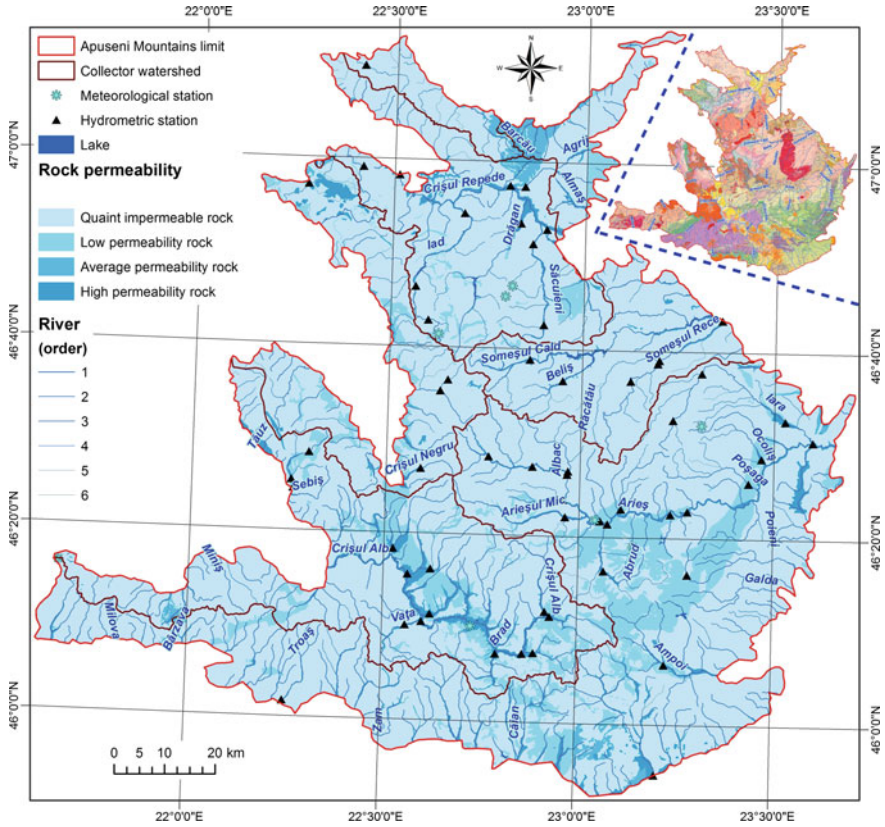 22°0'0"E
22°30'0"E
23°0'0"E
23°30'0"E
Apuseni Mountains limit
Collector watershed
Meteorological station
Hydrometric station
Lake
Rock permeability
Quaint impermeable rock
Low permeability rock
Average permeability rock
High permeability rock
River
(order)
1
2
3
4
5
6
N
W
E
S
47°0'0"N
47°0'0"N
46°40'0"N
46°40'0"N
46°20'0"N
46°20'0"N
46°0'0"N
46°0'0"N
Barcău
Agrij
Almaş
Crişul Repede
Drăgan
Iad
Săcuieni
Someşul Cald
Someşul Rece
Beliş
Răcătău
Iara
Ocoliş
Poşaga
Tăuz
Sebiş
Crişul Negru
Albac
Arieşul Mic
Arieş
Poieni
Crişul Alb
Abrud
Galda
Miniş
Crişul Alb
Milova
Bârzava
Troaş
Vaţa
Brad
Ampoi
Zam
Căian
0 5 10 20 km
22°0'0"E
22°30'0"E
23°0'0"E
23°30'0"E